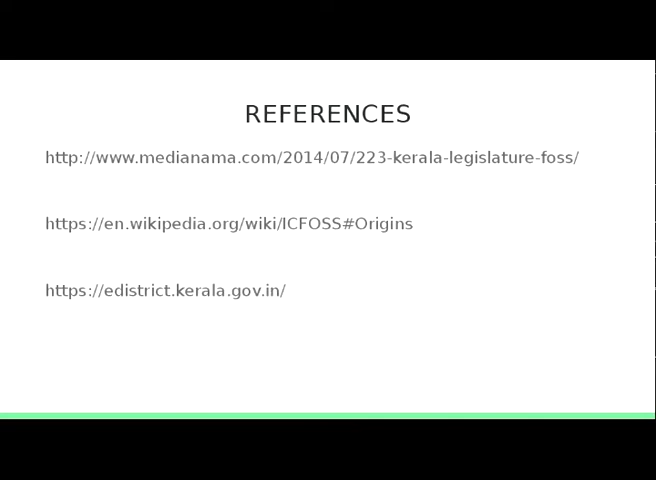 REFERENCES
http://www.medianama.com/2014/07/223-kerala-legislature-foss/
https://en.wikipedia.org/wiki/ICFOSS#Origins
https://edistrict.kerala.gov.in/